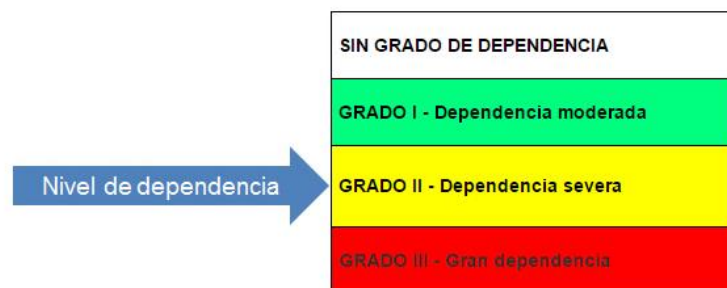 SIN GRADO DE DEPENDENCIA
GRADO I - Dependencia moderada
Nivel de dependencia
GRADO II - Dependencia severa
GRADO III - Gran dependencia